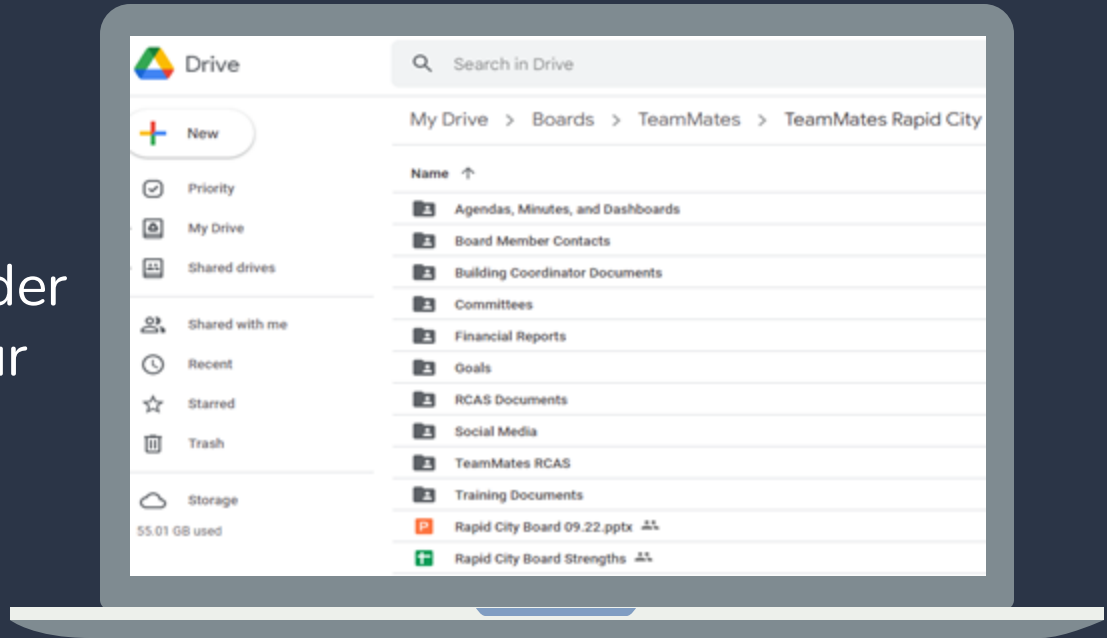 der
ur
Drive
Search in Drive
New
Priority
My Drive
Shared drives
Shared with me
Recent
Starred
Trash
Storage
55.01 GB used
My Drive > Boards > TeamMates > TeamMates Rapid City
Name
Agendas, Minutes, and Dashboards
Board Member Contacts
Building Coordinator Documents
Committees
Financial Reports
Goals
RCAS Documents
Social Media
TeamMates RCAS
Training Documents
P Rapid City Board 09.22.pptx
Rapid City Board Strengths